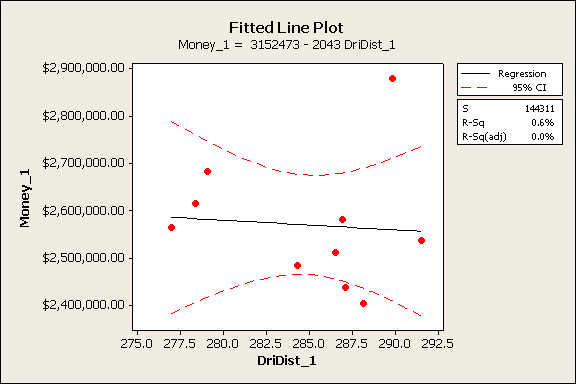 Fitted Line Plot
Money_1 = 3152473 - 2043 DriDist_1
$2,900,000.00
$2,800,000.00
$2,700,000.00
$2,600,000.00
$2,500,000.00
$2,400,000.00
Money_1
275.0 277.5 280.0 282.5 285.0 287.5 290.0 292.5
DriDist_1
Regression
95% CI
S 144311
R-Sq 0.6%
R-Sq(adj) 0.0%